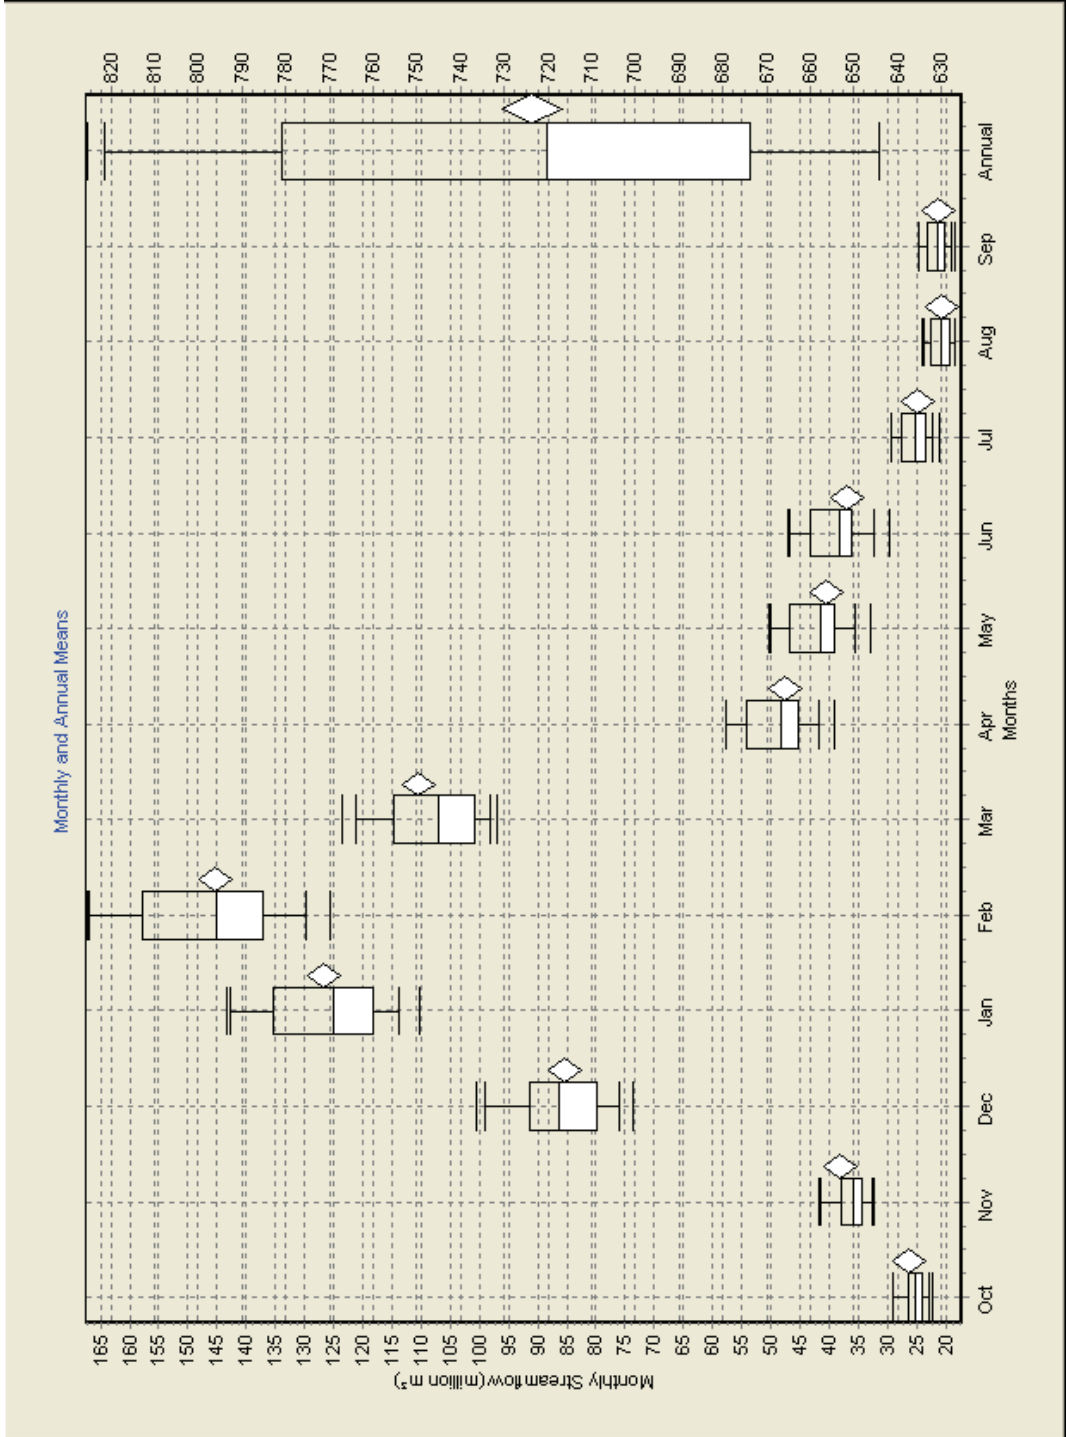 Monthly and Annual Means
820 810 800 790 780 770 760 750 740 730 720 710 700 690 680 670 660 650 640 630
165 160 155 150 145 140 135 130 125 120 115 110 105 100 95 90 85 80 75 70 65 60 55 50 45 40 35 30 25 20
Monthly Streamflow (million m³)
Oct Nov Dec Jan Feb Mar Apr May Jun Jul Aug Sep Annual
Months